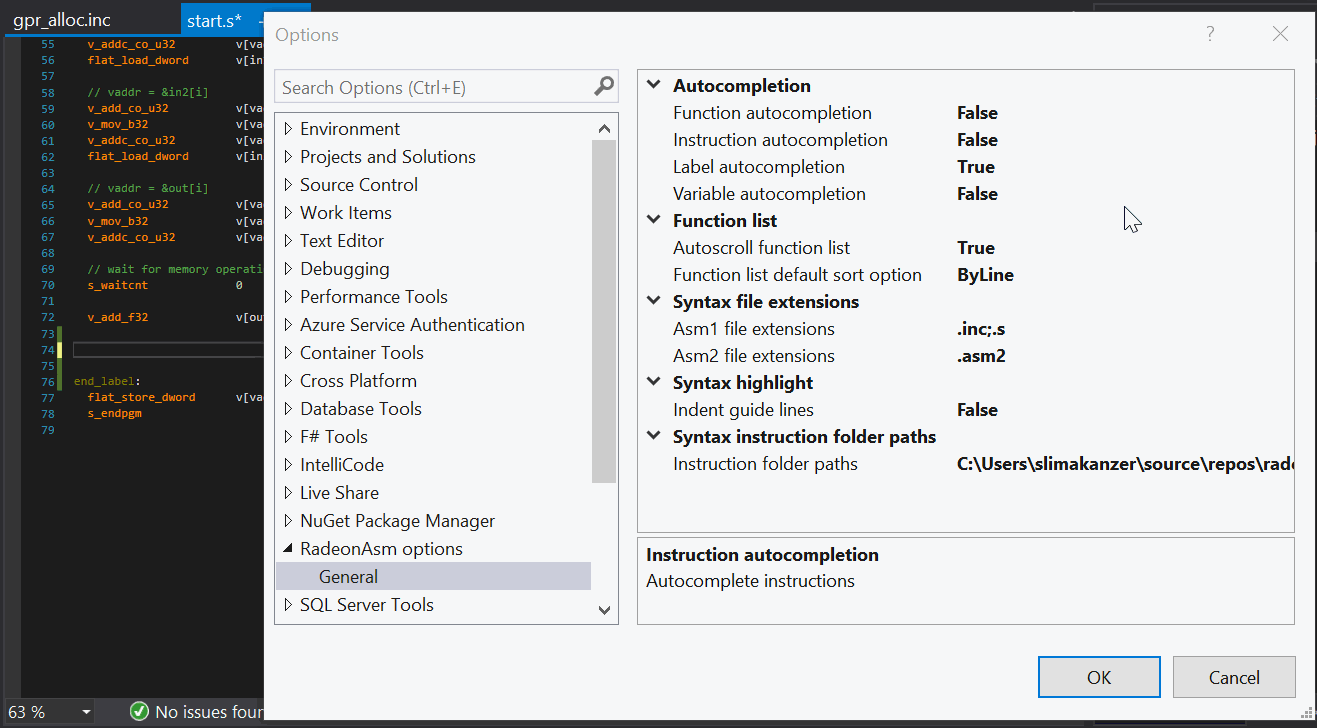 gpr_alloc.inc
start.s*
55 v_addc_co_u32 v[va
56 flat_load_dword v[in
57
58 // vaddr = &in2[i]
59 v_add_co_u32 v[va
60 v_mov_b32 v[va
61 v_addc_co_u32 v[va
62 flat_load_dword v[in
63
64 // vaddr = &out[i]
65 v_add_co_u32 v[va
66 v_mov_b32 v[va
67 v_addc_co_u32 v[va
68
69 // wait for memory operati
70 s_waitcnt 0
71
72 v_add_f32 v[ou
73
74
75
76 end_label:
77 flat_store_dword v[va
78 s_endpgm
79
63 %
No issues foun
Options
?
Search Options (Ctrl+E)
Environment
Projects and Solutions
Source Control
Work Items
Text Editor
Debugging
Performance Tools
Azure Service Authentication
Container Tools
Cross Platform
Database Tools
F# Tools
IntelliCode
Live Share
NuGet Package Manager
RadeonAsm options
General
SQL Server Tools
Autocompletion
Function autocompletion False
Instruction autocompletion False
Label autocompletion True
Variable autocompletion False
Function list
Autoscroll function list True
Function list default sort option ByLine
Syntax file extensions
Asm1 file extensions .inc;.s
Asm2 file extensions .asm2
Syntax highlight
Indent guide lines False
Syntax instruction folder paths
Instruction folder paths C:\Users\slimakanzer\source\repos\rade
Instruction autocompletion
Autocomplete instructions
OK
Cancel